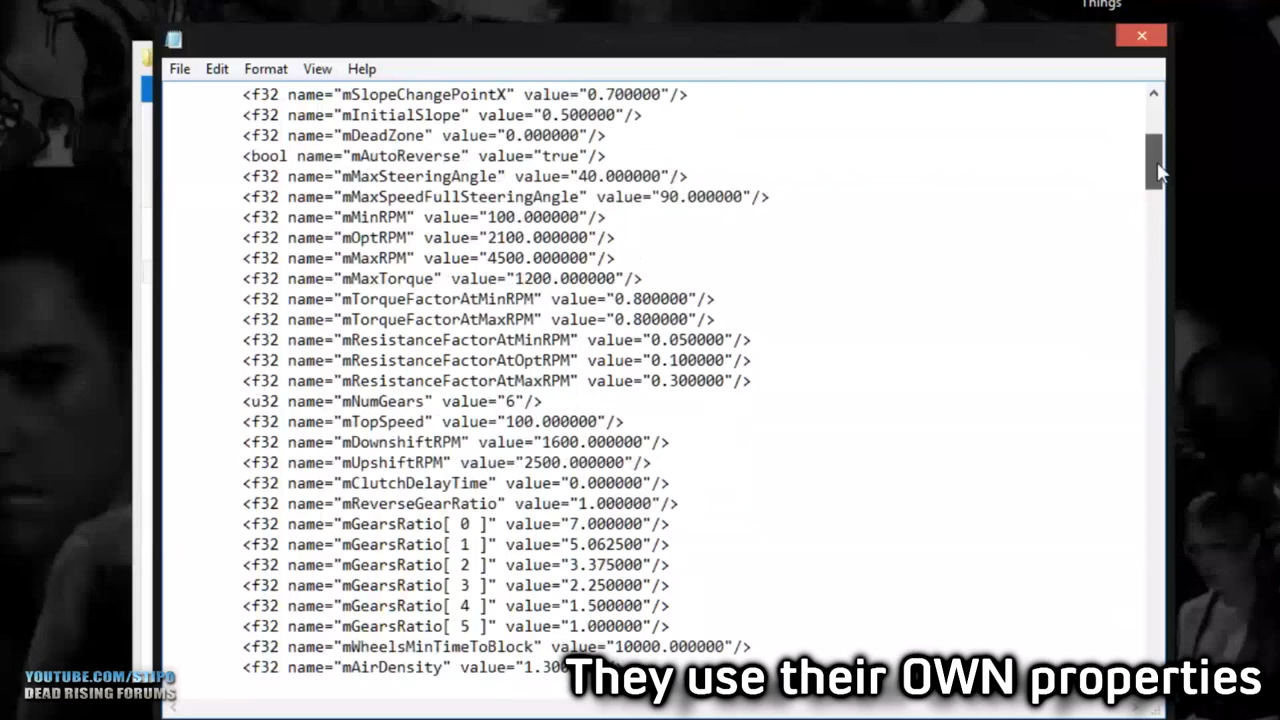 Things
File Edit Format View Help
<f32 name="mSlopeChangePointX" value="0.700000"/>
<f32 name="mInitialSlope" value="0.500000"/>
<f32 name="mDeadZone" value="0.000000"/>
<bool name="mAutoReverse" value="true"/>
<f32 name="mMaxSteeringAngle" value="40.000000"/>
<f32 name="mMaxSpeedFullSteeringAngle" value="90.000000"/>
<f32 name="mMinRPM" value="100.000000"/>
<f32 name="mOptRPM" value="2100.000000"/>
<f32 name="mMaxRPM" value="4500.000000"/>
<f32 name="mMaxTorque" value="1200.000000"/>
<f32 name="mTorqueFactorAtMinRPM" value="0.800000"/>
<f32 name="mTorqueFactorAtMaxRPM" value="0.800000"/>
<f32 name="mResistanceFactorAtMinRPM" value="0.050000"/>
<f32 name="mResistanceFactorAtOptRPM" value="0.100000"/>
<f32 name="mResistanceFactorAtMaxRPM" value="0.300000"/>
<u32 name="mNumGears" value="6"/>
<f32 name="mTopSpeed" value="100.000000"/>
<f32 name="mDownshiftRPM" value="1600.000000"/>
<f32 name="mUpshiftRPM" value="2500.000000"/>
<f32 name="mClutchDelayTime" value="0.000000"/>
<f32 name="mReverseGearRatio" value="1.000000"/>
<f32 name="mGearsRatio[ 0 ]" value="7.000000"/>
<f32 name="mGearsRatio[ 1 ]" value="5.062500"/>
<f32 name="mGearsRatio[ 2 ]" value="3.375000"/>
<f32 name="mGearsRatio[ 3 ]" value="2.250000"/>
<f32 name="mGearsRatio[ 4 ]" value="1.500000"/>
<f32 name="mGearsRatio[ 5 ]" value="1.000000"/>
<f32 name="mWheelsMinTimeToBlock" value="10000.000000"/>
<f32 name="mAirDensity" value="1.30
They use their OWN properties
YOUTUBE.COM/STIPO
DEAD RISING FORUMS